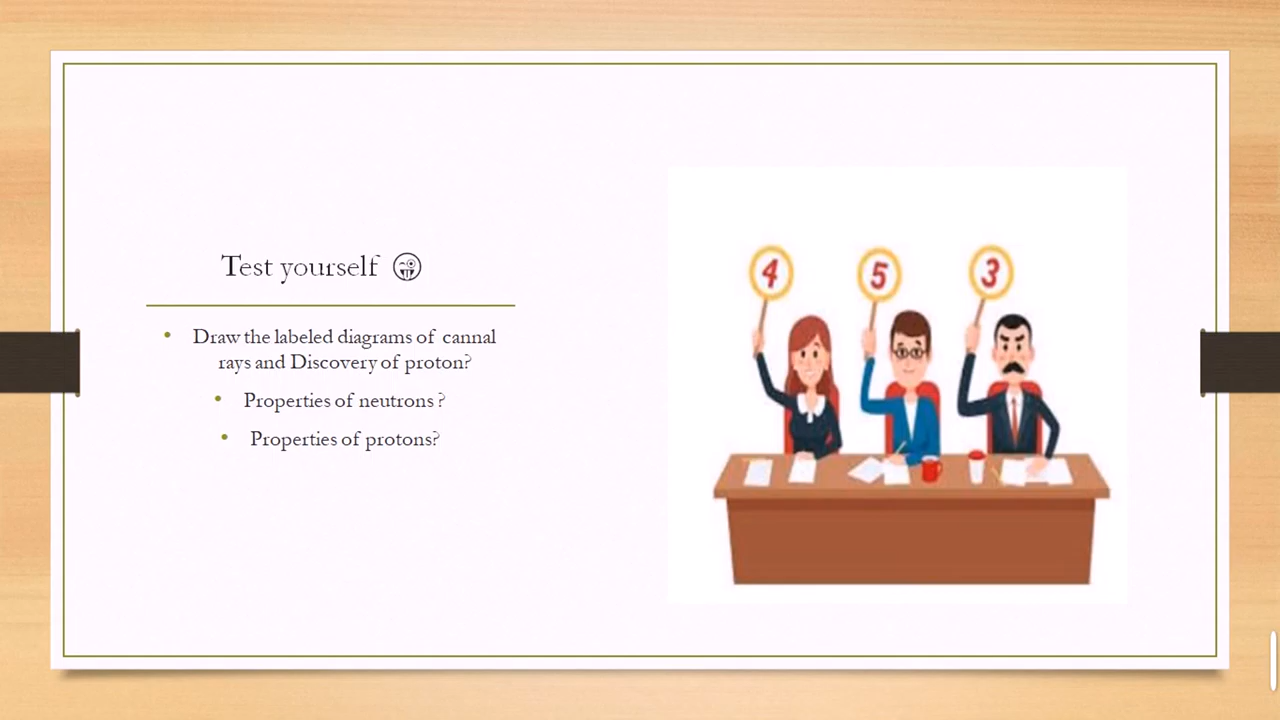 Test yourself 😜
• Draw the labeled diagrams of cannal
rays and Discovery of proton?
• Properties of neutrons ?
• Properties of protons?
4 5 3